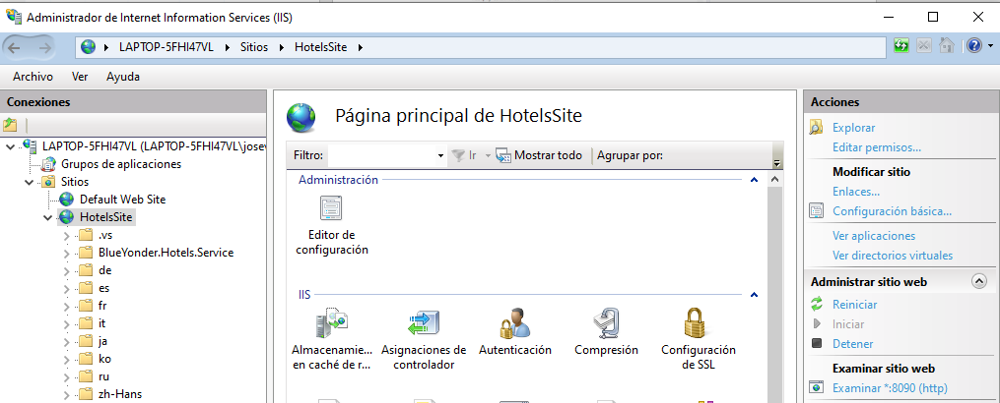 Administrador de Internet Information Services (IIS)
LAPTOP-5FHI47VL Sitios HotelsSite
Archivo Ver Ayuda
Conexiones
LAPTOP-5FHI47VL (LAPTOP-5FHI47VL\josev
Grupos de aplicaciones
Sitios
Default Web Site
HotelsSite
.vs
BlueYonder.Hotels.Service
de
es
fr
it
ja
ko
ru
zh-Hans
Página principal de HotelsSite
Filtro: Ir Mostrar todo Agrupar por:
Administración
Editor de
configuración
IIS
Almacenamie...
en caché de r...
Asignaciones de
controlador
Autenticación
Compresión
Configuración
de SSL
Acciones
Explorar
Editar permisos...
Modificar sitio
Enlaces...
Configuración básica...
Ver aplicaciones
Ver directorios virtuales
Administrar sitio web
Reiniciar
Iniciar
Detener
Examinar sitio web
Examinar *:8090 (http)